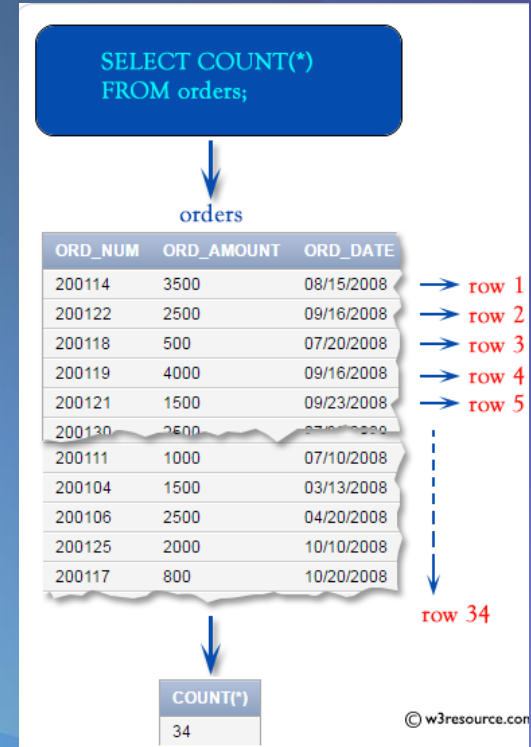 SELECT COUNT(*)
FROM orders;
orders
ORD_NUM ORD_AMOUNT ORD_DATE
200114 3500 08/15/2008 row 1
200122 2500 09/16/2008 row 2
200118 500 07/20/2008 row 3
200119 4000 09/16/2008 row 4
200121 1500 09/23/2008 row 5
200130 2500
200111 1000 07/10/2008
200104 1500 03/13/2008
200106 2500 04/20/2008
200125 2000 10/10/2008
200117 800 10/20/2008
row 34
COUNT(*)
34
© w3resource.com